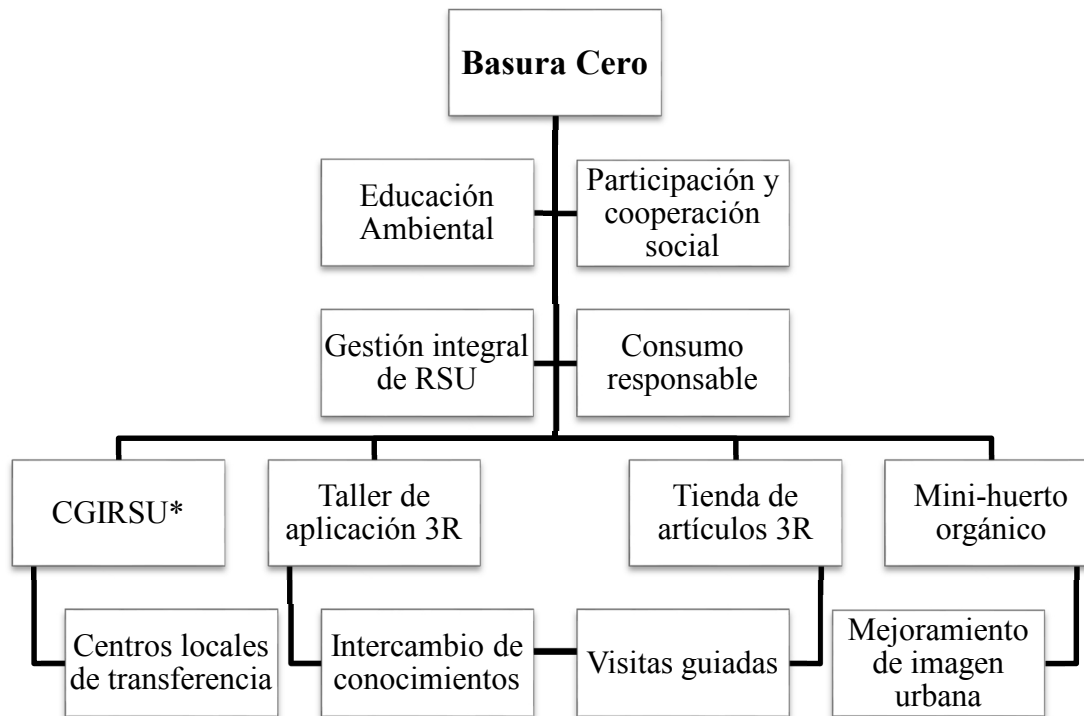 Basura Cero
Educación
Ambiental
Participación y
cooperación
social
Gestión integral
de RSU
Consumo
responsable
CGIRSU*
Taller de
aplicación 3R
Tienda de
artículos 3R
Mini-huerto
orgánico
Centros locales
de transferencia
Intercambio de
conocimientos
Visitas guiadas
Mejoramiento
de imagen
urbana